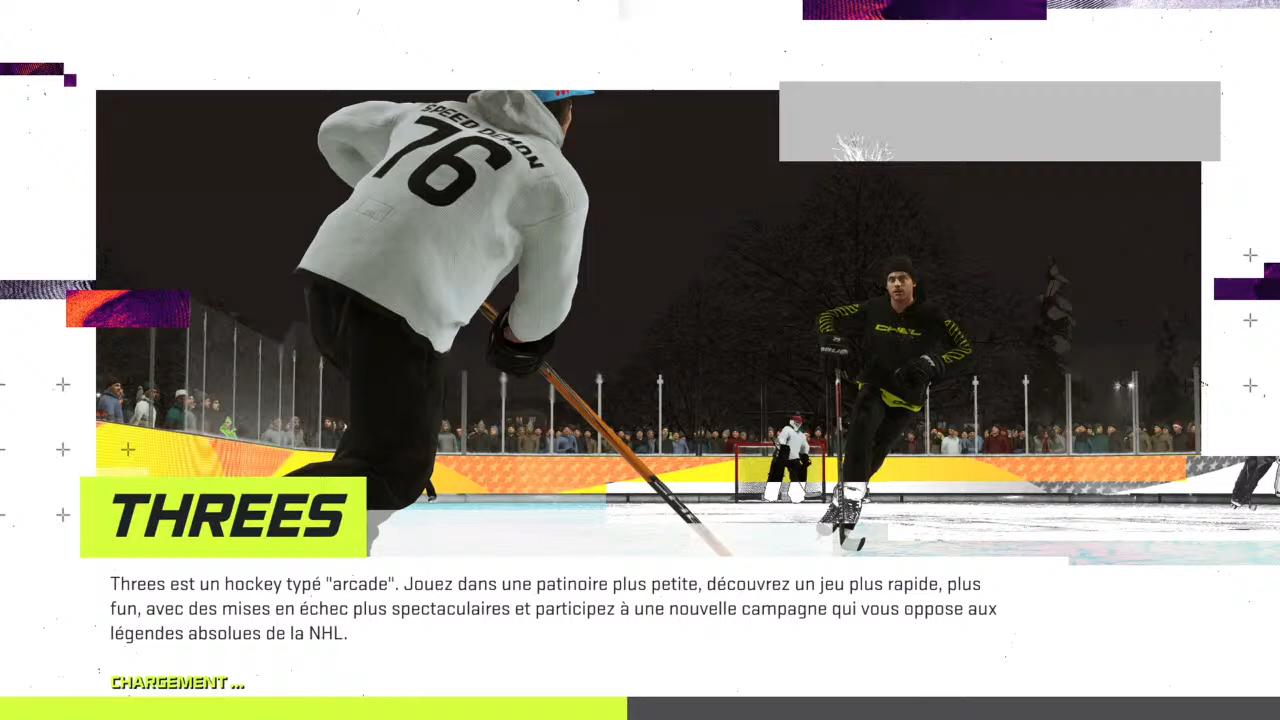 SPEED DEMON
76
CHEL
THREES
Threes est un hockey typé "arcade". Jouez dans une patinoire plus petite, découvrez un jeu plus rapide, plus
fun, avec des mises en échec plus spectaculaires et participez à une nouvelle campagne qui vous oppose aux
légendes absolues de la NHL.
CHARGEMENT ...